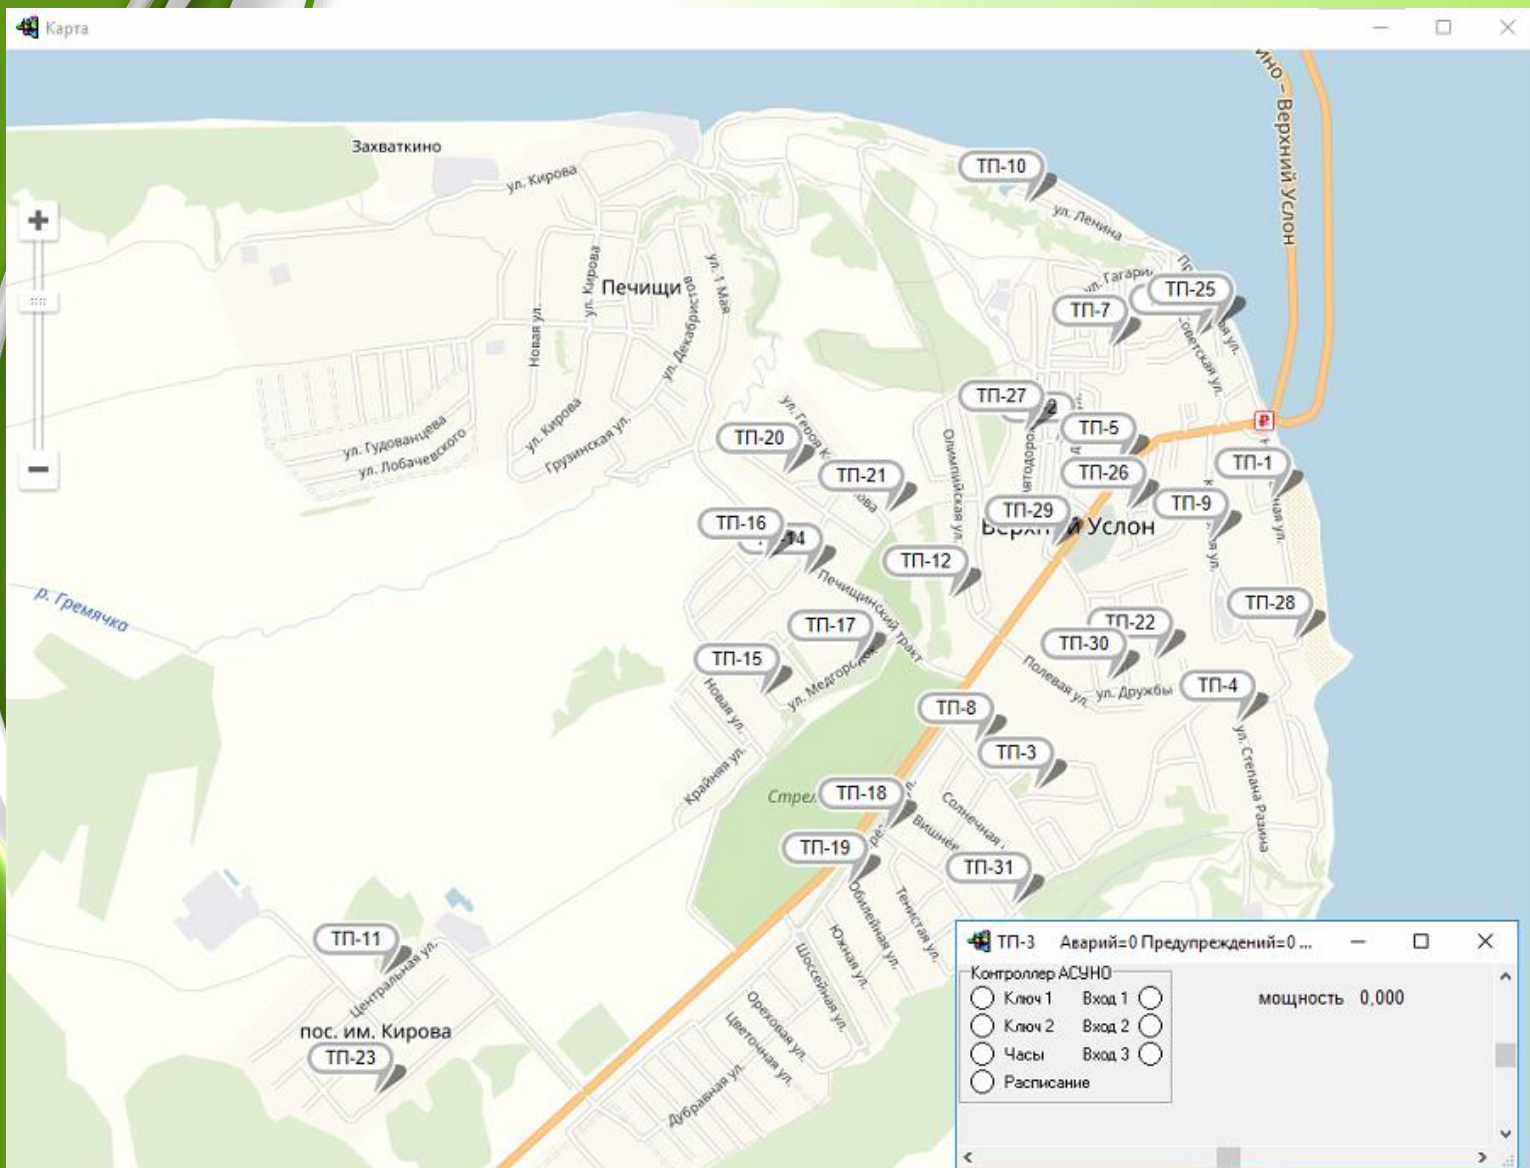 Карта
Верхний Услон
Захваткино
ул. Кирова
ТП-10
ул. Ленина
ул. Кирова
ул. 1 Мая
Печищи
ТП-25
ТП-7
Новая ул.
ул. Декабристов
ТП-27
2
₽
ул. Кирова
Грузинская ул.
ул. Гудованцева
ул. Лобачевского
ТП-20
ТП-5
ТП-21
ТП-26
ТП-1
Олимпийская ул.
ТП-9
ТП-16
14
ТП-29
Верхний Услон
ТП-12
р. Гремячка
Печищинский тракт
ТП-28
ТП-17
ТП-22
ТП-30
ТП-15
ул. Медгородок
Полевая ул.
ул. Дружбы
ТП-4
Новая ул.
ТП-8
ТП-3
Крайняя ул.
ул. Степана Разина
ТП-18
Солнечная
ТП-19
ТП-31
Тенистая ул.
Южная ул.
Шоссейная ул.
ТП-11
Центральная ул.
пос. им. Кирова
ТП-23
Ореховая ул.
Цветочная ул.
Дубравная ул.
ТП-3 Аварий=0 Предупреждений=0 ...
Контроллер АСУНО
Ключ 1 Вход 1 мощность 0,000
Ключ 2 Вход 2
Часы Вход 3
Расписание